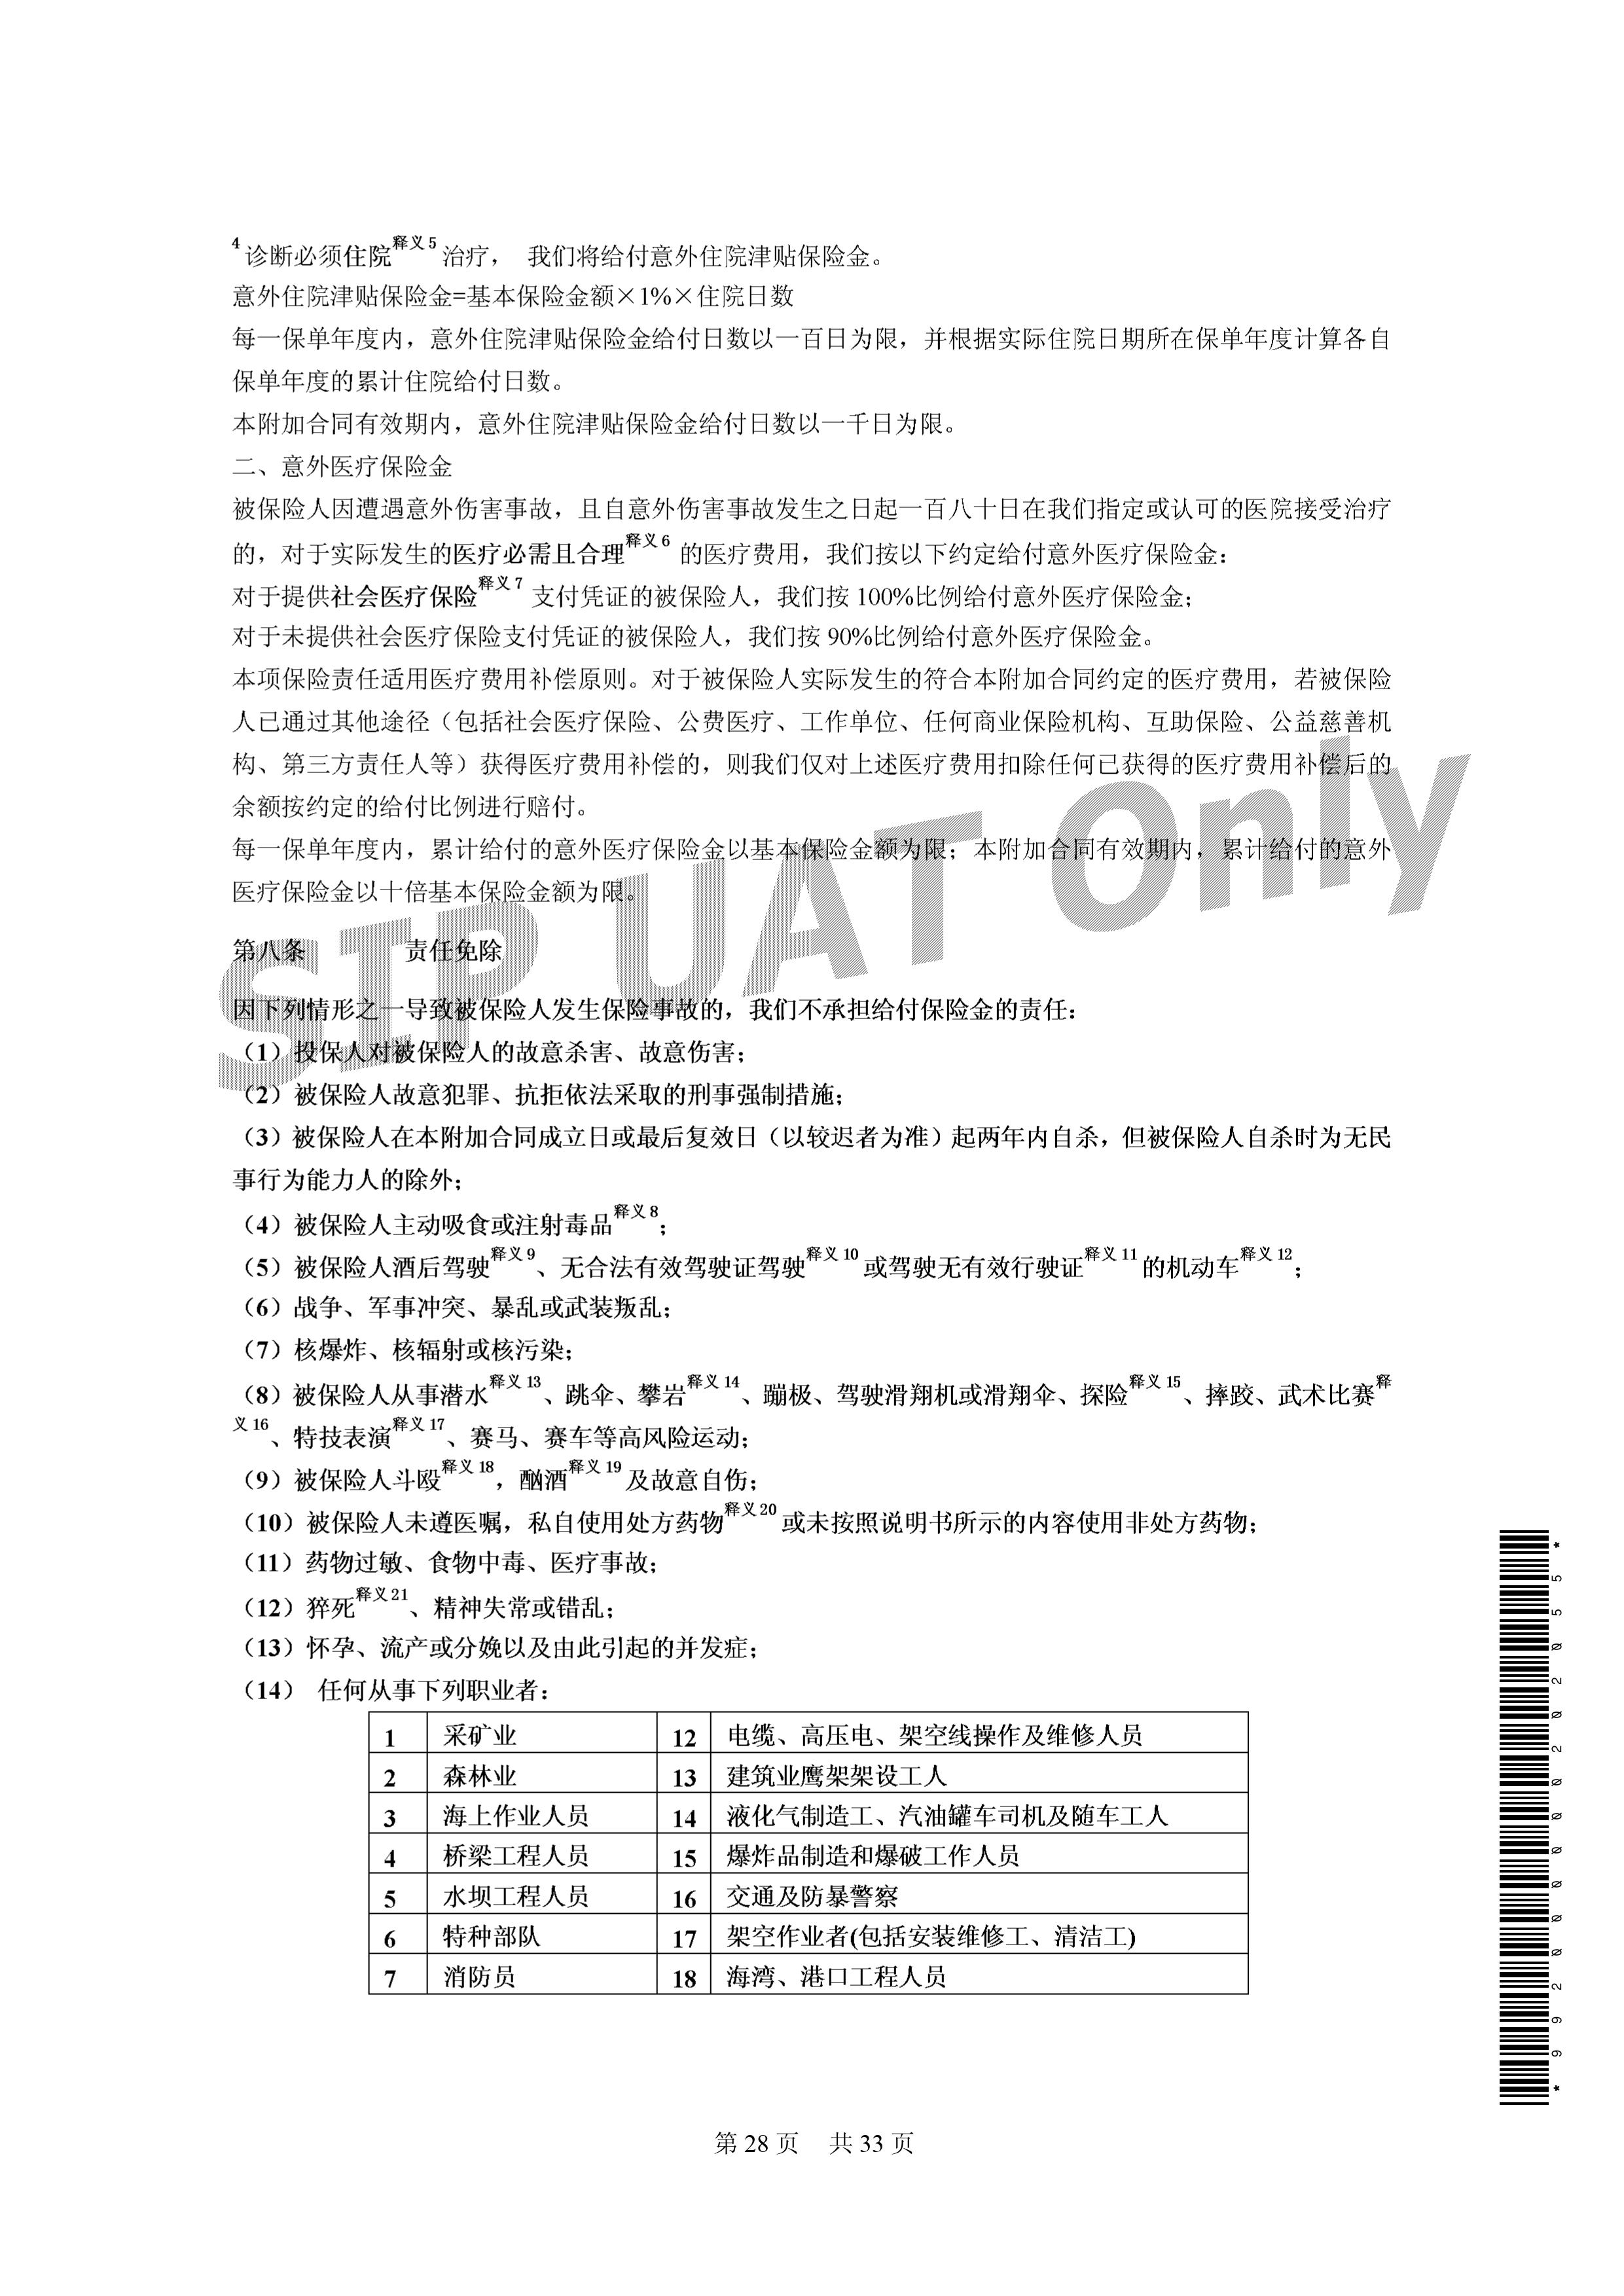 4 诊断必须住院释义5 治疗， 我们将给付意外住院津贴保险金。
意外住院津贴保险金=基本保险金额×1%×住院日数
每一保单年度内，意外住院津贴保险金给付日数以一百日为限，并根据实际住院日期所在保单年度计算各自
保单年度的累计住院给付日数。
本附加合同有效期内，意外住院津贴保险金给付日数以一千日为限。
二、意外医疗保险金
被保险人因遭遇意外伤害事故，且自意外伤害事故发生之日起一百八十日在我们指定或认可的医院接受治疗
的，对于实际发生的医疗必需且合理释义6 的医疗费用，我们按以下约定给付意外医疗保险金：
对于提供社会医疗保险释义7 支付凭证的被保险人，我们按 100%比例给付意外医疗保险金；
对于未提供社会医疗保险支付凭证的被保险人，我们按 90%比例给付意外医疗保险金。
本项保险责任适用医疗费用补偿原则。对于被保险人实际发生的符合本附加合同约定的医疗费用，若被保险
人已通过其他途径（包括社会医疗保险、公费医疗、工作单位、任何商业保险机构、互助保险、公益慈善机
构、第三方责任人等）获得医疗费用补偿的，则我们仅对上述医疗费用扣除任何已获得的医疗费用补偿后的
余额按约定的给付比例进行赔付。
每一保单年度内，累计给付的意外医疗保险金以基本保险金额为限；本附加合同有效期内，累计给付的意外
医疗保险金以十倍基本保险金额为限。
SIP UAT Only
第八条 责任免除
因下列情形之一导致被保险人发生保险事故的，我们不承担给付保险金的责任：
（1）投保人对被保险人的故意杀害、故意伤害；
（2）被保险人故意犯罪、抗拒依法采取的刑事强制措施；
（3）被保险人在本附加合同成立日或最后复效日（以较迟者为准）起两年内自杀，但被保险人自杀时为无民
事行为能力人的除外；
（4）被保险人主动吸食或注射毒品释义8；
（5）被保险人酒后驾驶释义9、无合法有效驾驶证驾驶释义10或驾驶无有效行驶证释义11的机动车释义12；
（6）战争、军事冲突、暴乱或武装叛乱；
（7）核爆炸、核辐射或核污染；
（8）被保险人从事潜水释义13、跳伞、攀岩释义14、蹦极、驾驶滑翔机或滑翔伞、探险释义15、摔跤、武术比赛释
义16、特技表演释义17、赛马、赛车等高风险运动；
（9）被保险人斗殴释义18，酗酒释义19及故意自伤；
（10）被保险人未遵医嘱，私自使用处方药物释义20或未按照说明书所示的内容使用非处方药物；
（11）药物过敏、食物中毒、医疗事故；
（12）猝死释义21、精神失常或错乱；
（13）怀孕、流产或分娩以及由此引起的并发症；
（14） 任何从事下列职业者：
1 采矿业 12 电缆、高压电、架空线操作及维修人员
2 森林业 13 建筑业鹰架架设工人
3 海上作业人员 14 液化气制造工、汽油罐车司机及随车工人
4 桥梁工程人员 15 爆炸品制造和爆破工作人员
5 水坝工程人员 16 交通及防暴警察
6 特种部队 17 架空作业者(包括安装维修工、清洁工)
7 消防员 18 海湾、港口工程人员
*99200000202055*
第 28 页 共 33 页